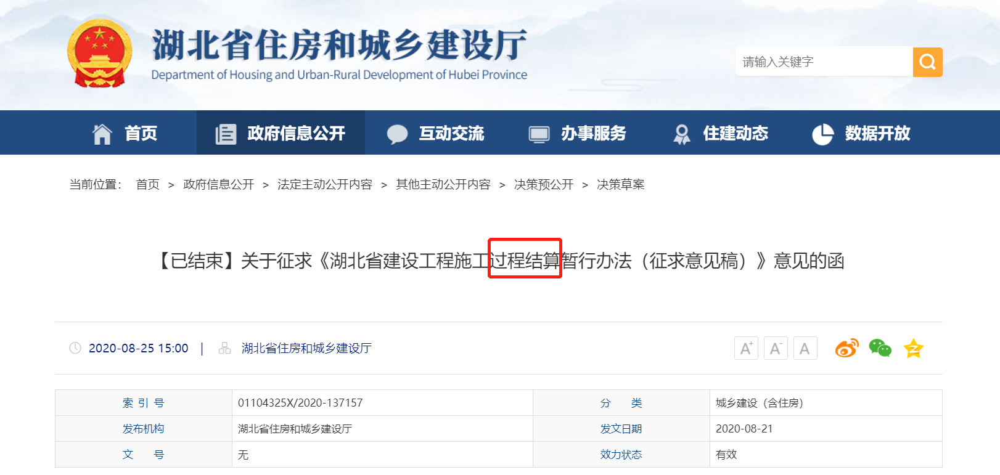 湖北省住房和城乡建设厅
Department of Housing and Urban-Rural Development of Hubei Province
请输入关键字
首页 政府信息公开 互动交流 办事服务 住建动态 数据开放
当前位置： 首页 > 政府信息公开 > 法定主动公开内容 > 其他主动公开内容 > 决策预公开 > 决策草案
【已结束】关于征求《湖北省建设工程施工过程结算暂行办法（征求意见稿）》意见的函
2020-08-25 15:00 | 湖北省住房和城乡建设厅 A+ A- A
索引号 01104325X/2020-137157 分类 城乡建设（含住房）
发布机构 湖北省住房和城乡建设厅 发文日期 2020-08-21
文号 无 效力状态 有效